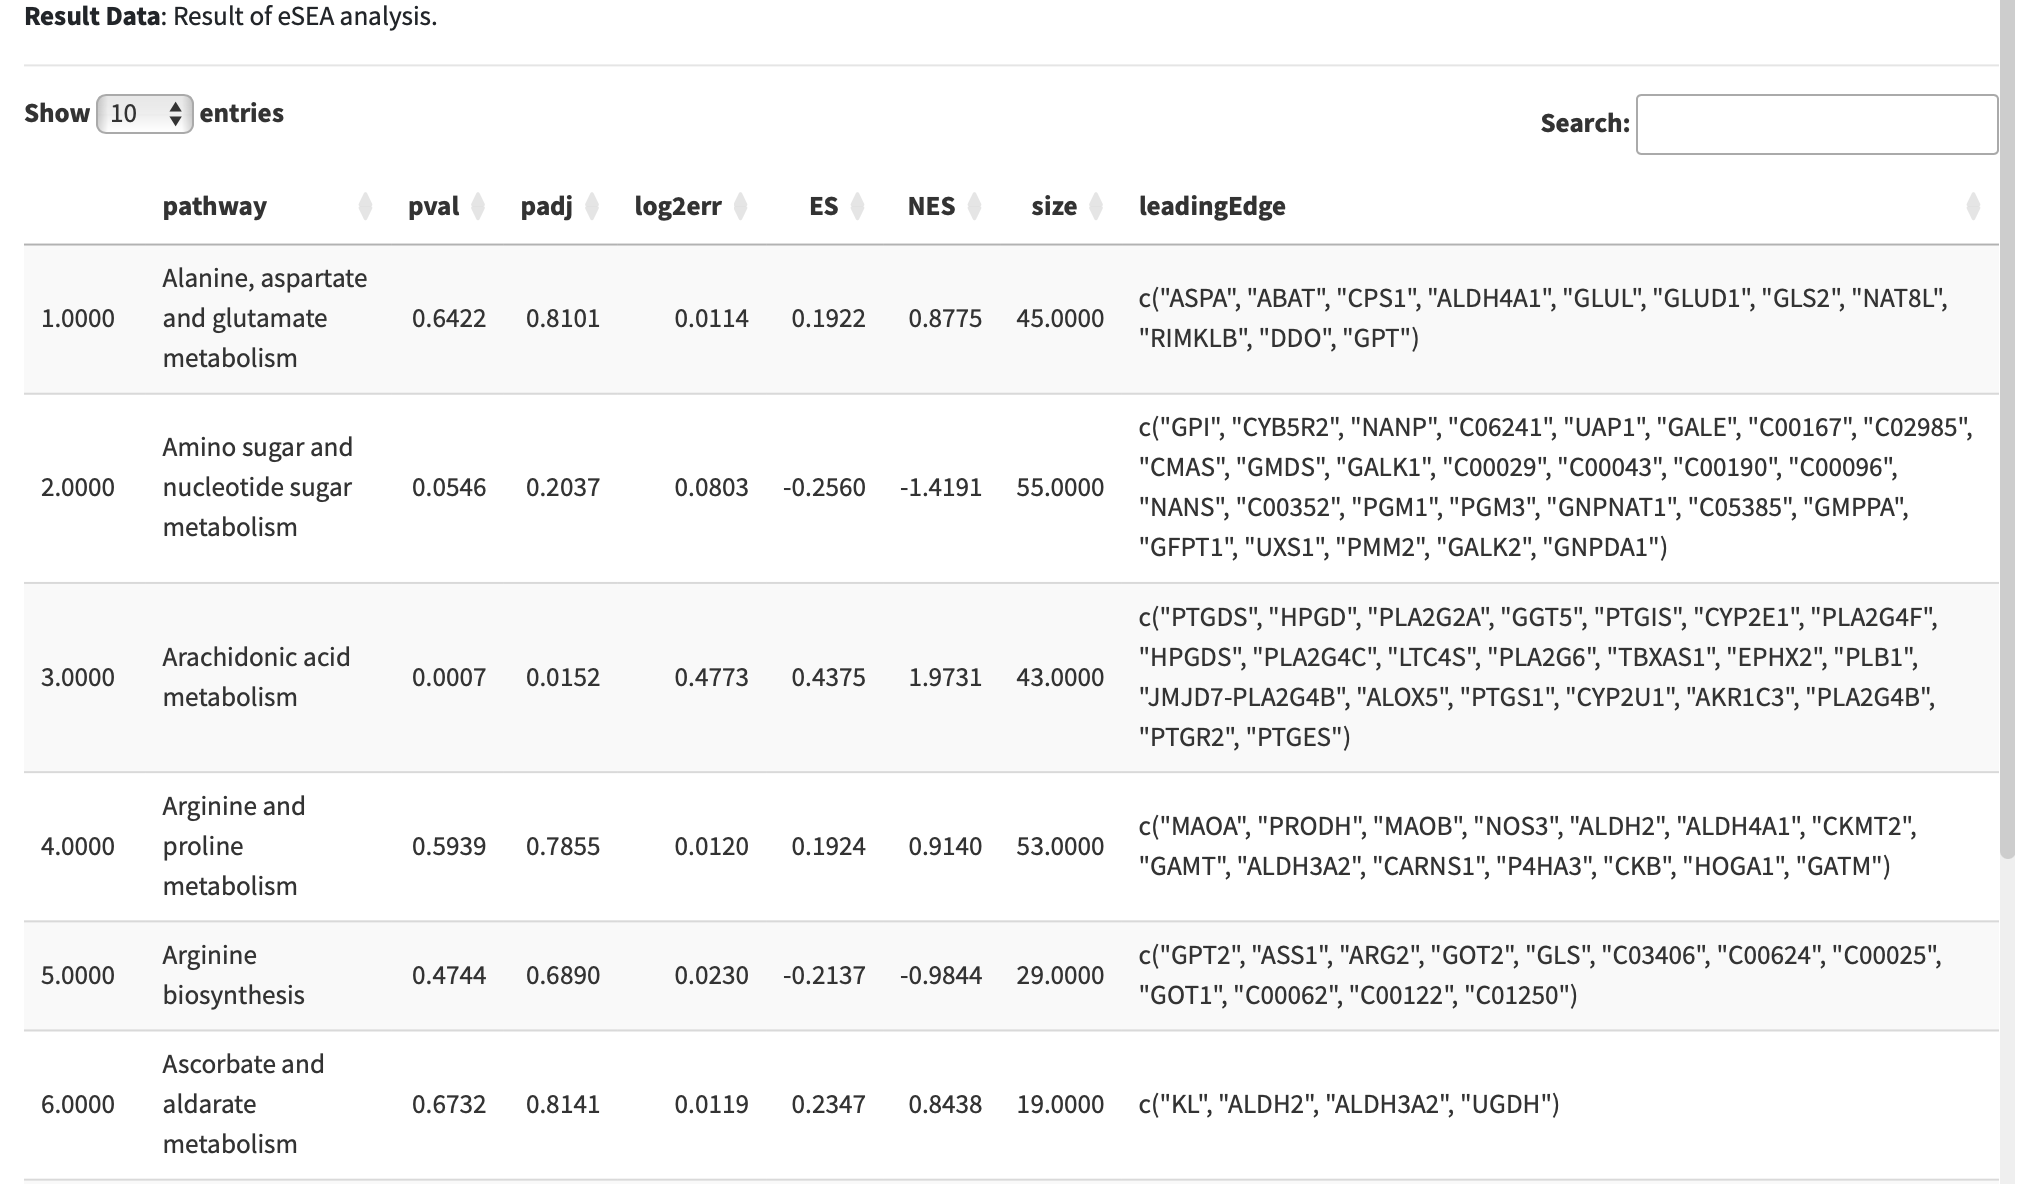 Result Data: Result of eSEA analysis.
Show 10 entries
Search:
pathway pval padj log2err ES NES size leadingEdge
Alanine, aspartate
and glutamate
metabolism
1.0000 0.6422 0.8101 0.0114 0.1922 0.8775 45.0000
c("ASPA", "ABAT", "CPS1", "ALDH4A1", "GLUL", "GLUD1", "GLS2", "NAT8L",
"RIMKLB", "DDO", "GPT")
Amino sugar and
nucleotide sugar
metabolism
2.0000 0.0546 0.2037 0.0803 -0.2560 -1.4191 55.0000
c("GPI", "CYB5R2", "NANP", "C06241", "UAP1", "GALE", "C00167", "C02985",
"CMAS", "GMDS", "GALK1", "C00029", "C00043", "C00190", "C00096",
"NANS", "C00352", "PGM1", "PGM3", "GNPNAT1", "C05385", "GMPPA",
"GFPT1", "UXS1", "PMM2", "GALK2", "GNPDA1")
Arachidonic acid
metabolism
3.0000 0.0007 0.0152 0.4773 0.4375 1.9731 43.0000
c("PTGDS", "HPGD", "PLA2G2A", "GGT5", "PTGIS", "CYP2E1", "PLA2G4F",
"HPGDS", "PLA2G4C", "LTC4S", "PLA2G6", "TBXAS1", "EPHX2", "PLB1",
"JMJD7-PLA2G4B", "ALOX5", "PTGS1", "CYP2U1", "AKR1C3", "PLA2G4B",
"PTGR2", "PTGES")
Arginine and
proline
metabolism
4.0000 0.5939 0.7855 0.0120 0.1924 0.9140 53.0000
c("MAOA", "PRODH", "MAOB", "NOS3", "ALDH2", "ALDH4A1", "CKMT2",
"GAMT", "ALDH3A2", "CARNS1", "P4HA3", "CKB", "HOGA1", "GATM")
Arginine
biosynthesis
5.0000 0.4744 0.6890 0.0230 -0.2137 -0.9844 29.0000
c("GPT2", "ASS1", "ARG2", "GOT2", "GLS", "C03406", "C00624", "C00025",
"GOT1", "C00062", "C00122", "C01250")
Ascorbate and
aldarate
metabolism
6.0000 0.6732 0.8141 0.0119 0.2347 0.8438 19.0000
c("KL", "ALDH2", "ALDH3A2", "UGDH")